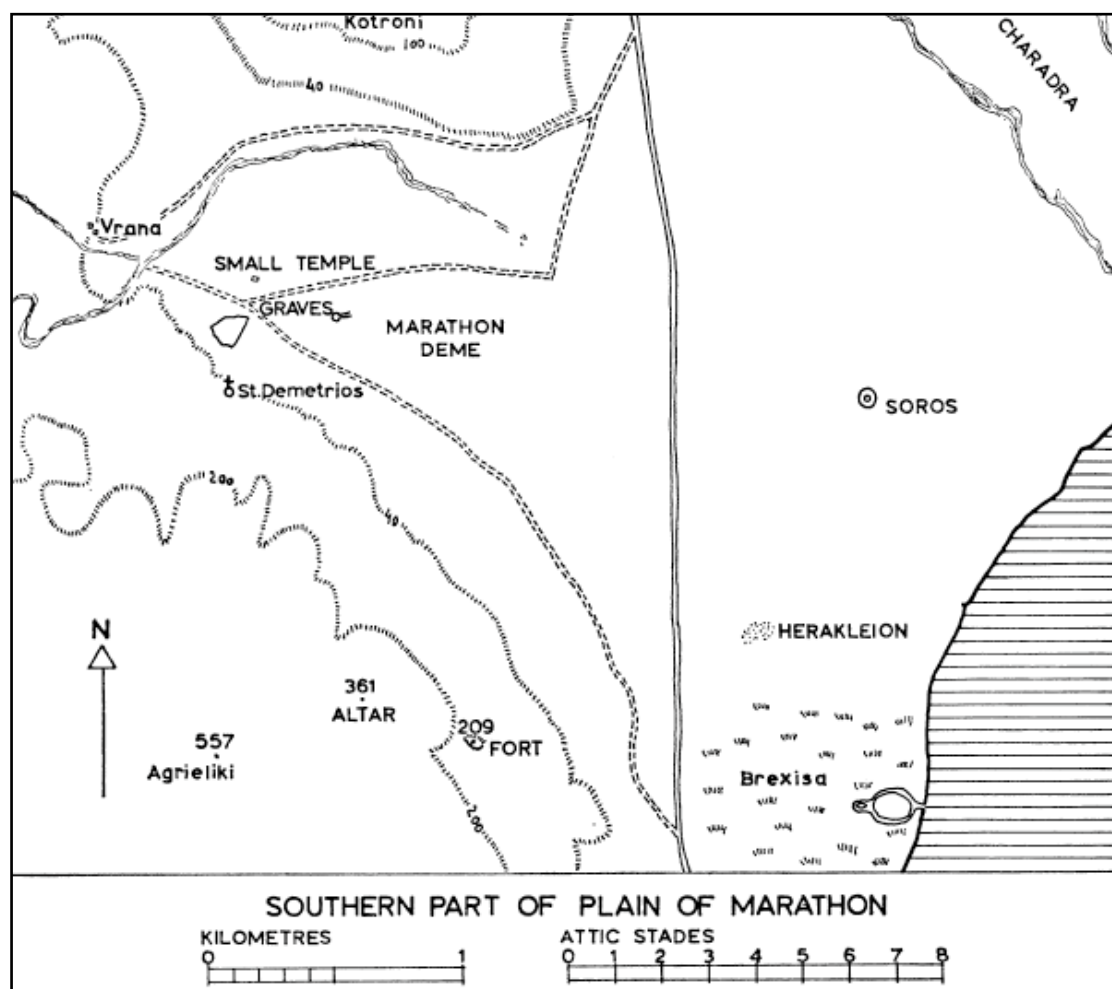 Kotroni
100
40
CHARADRA
Vrana
SMALL TEMPLE
GRAVES
MARATHON
DEME
St. Demetrios
SOROS
200
40
N
HERAKLEION
361
ALTAR
209
FORT
557
Agrieliki
Brexisa
200
SOUTHERN PART OF PLAIN OF MARATHON
KILOMETRES
0 1
ATTIC STADES
0 1 2 3 4 5 6 7 8